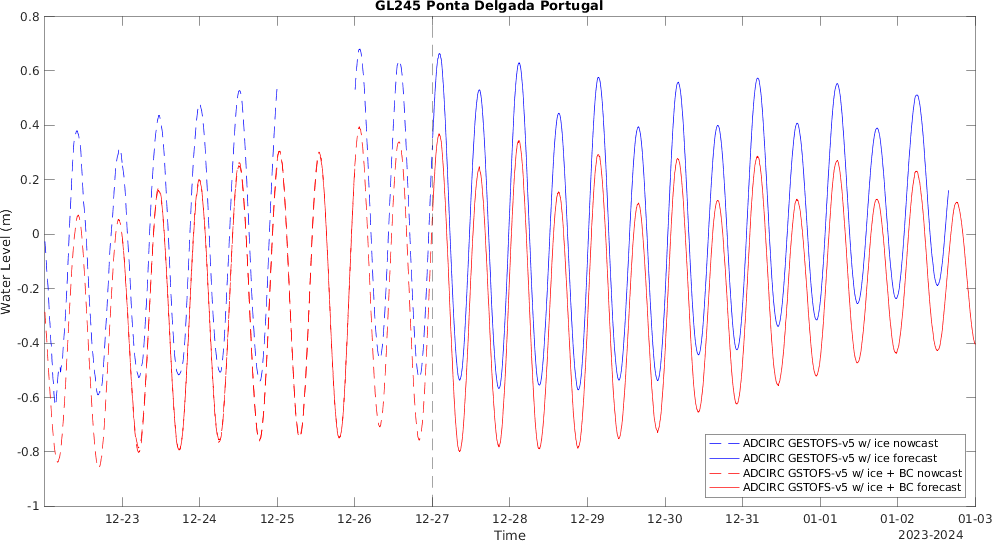 GL245 Ponta Delgada Portugal
Water Level (m)
0.8
0.6
0.4
0.2
0
-0.2
-0.4
-0.6
-0.8
-1
12-23 12-24 12-25 12-26 12-27 12-28 12-29 12-30 12-31 01-01 01-02 01-03
Time
2023-2024
ADCIRC GESTOFS-v5 w/ ice nowcast
ADCIRC GESTOFS-v5 w/ ice forecast
ADCIRC GSTOFS-v5 w/ ice + BC nowcast
ADCIRC GSTOFS-v5 w/ ice + BC forecast